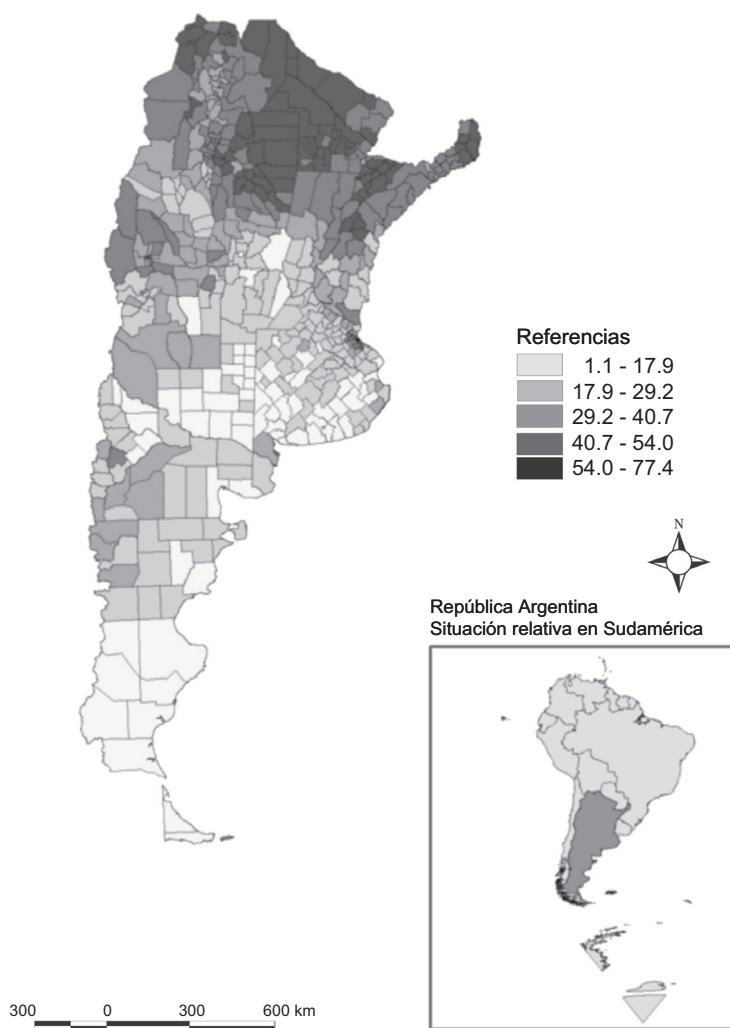 Referencias
1.1 - 17.9
17.9 - 29.2
29.2 - 40.7
40.7 - 54.0
54.0 - 77.4
N
República Argentina
Situación relativa en Sudamérica
300 0 300 600 km